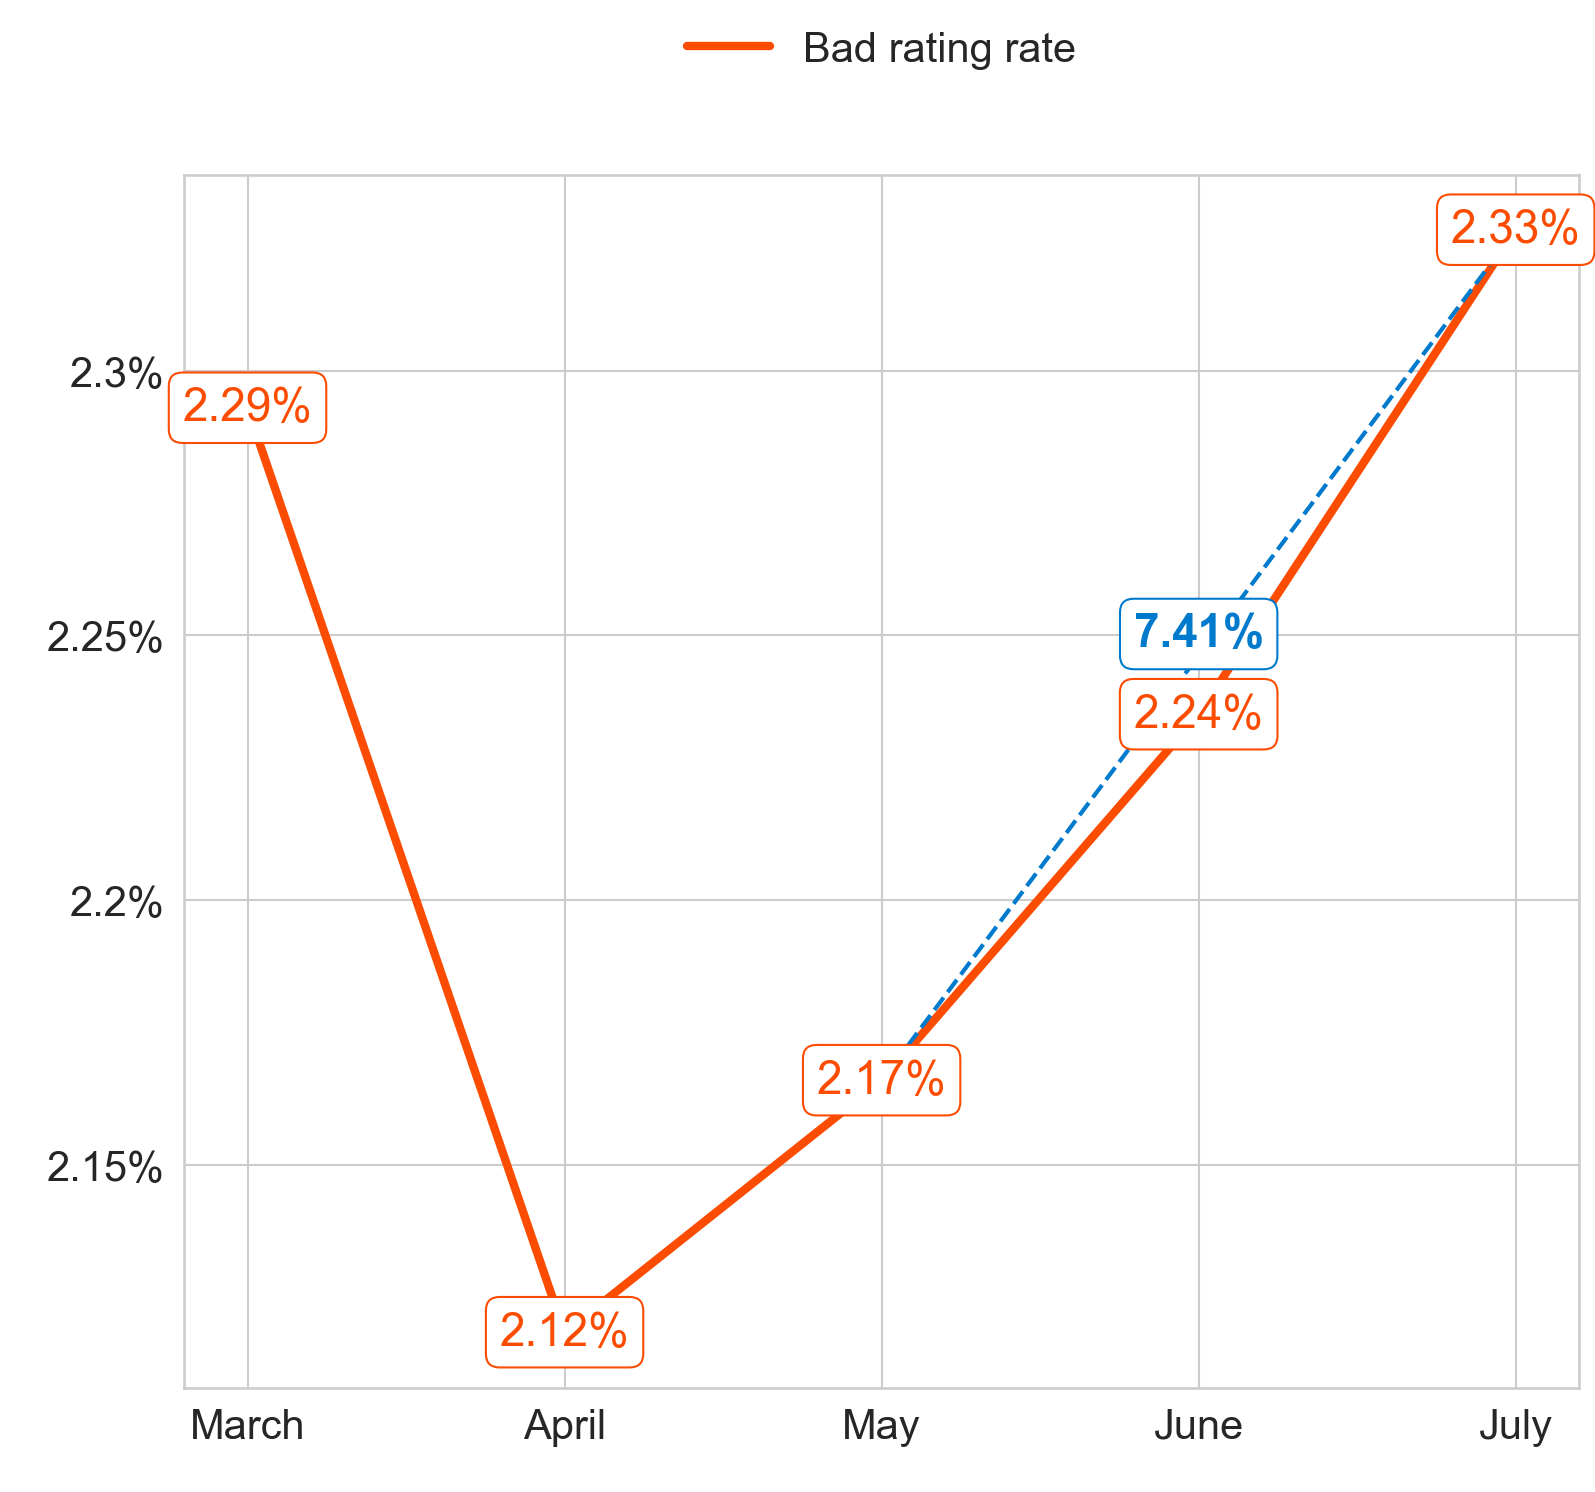 Bad rating rate
2.33%
2.3%
2.29%
2.25%
7.41%
2.24%
2.2%
2.17%
2.15%
2.12%
March
April
May
June
July